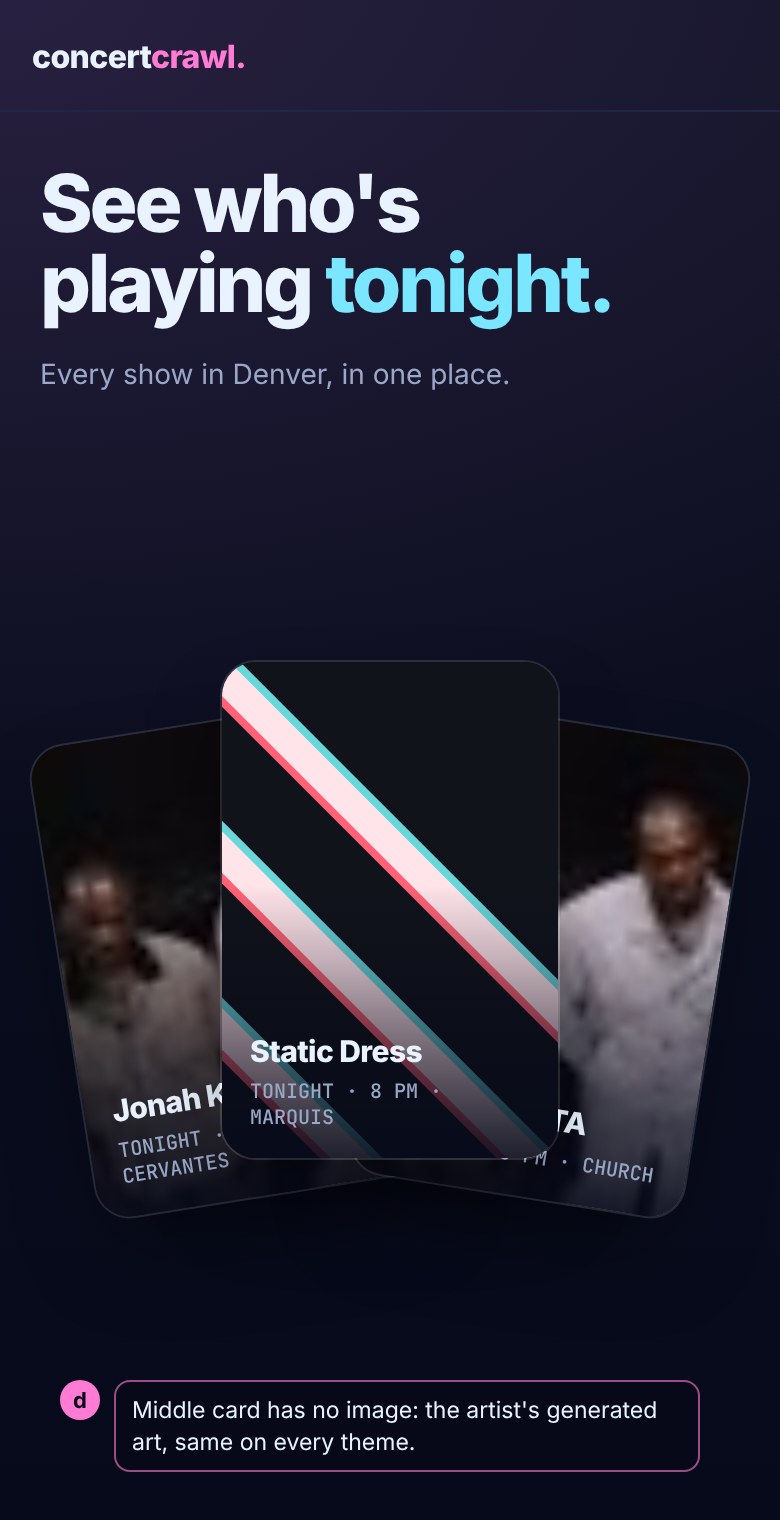 concertcrawl.
See who's
playing tonight.
Every show in Denver, in one place.
Static Dress
TONIGHT · 8 PM ·
MARQUIS
Jonah
TONIGHT ·
CERVANTES
PM · CHURCH
d
Middle card has no image: the artist's generated
art, same on every theme.